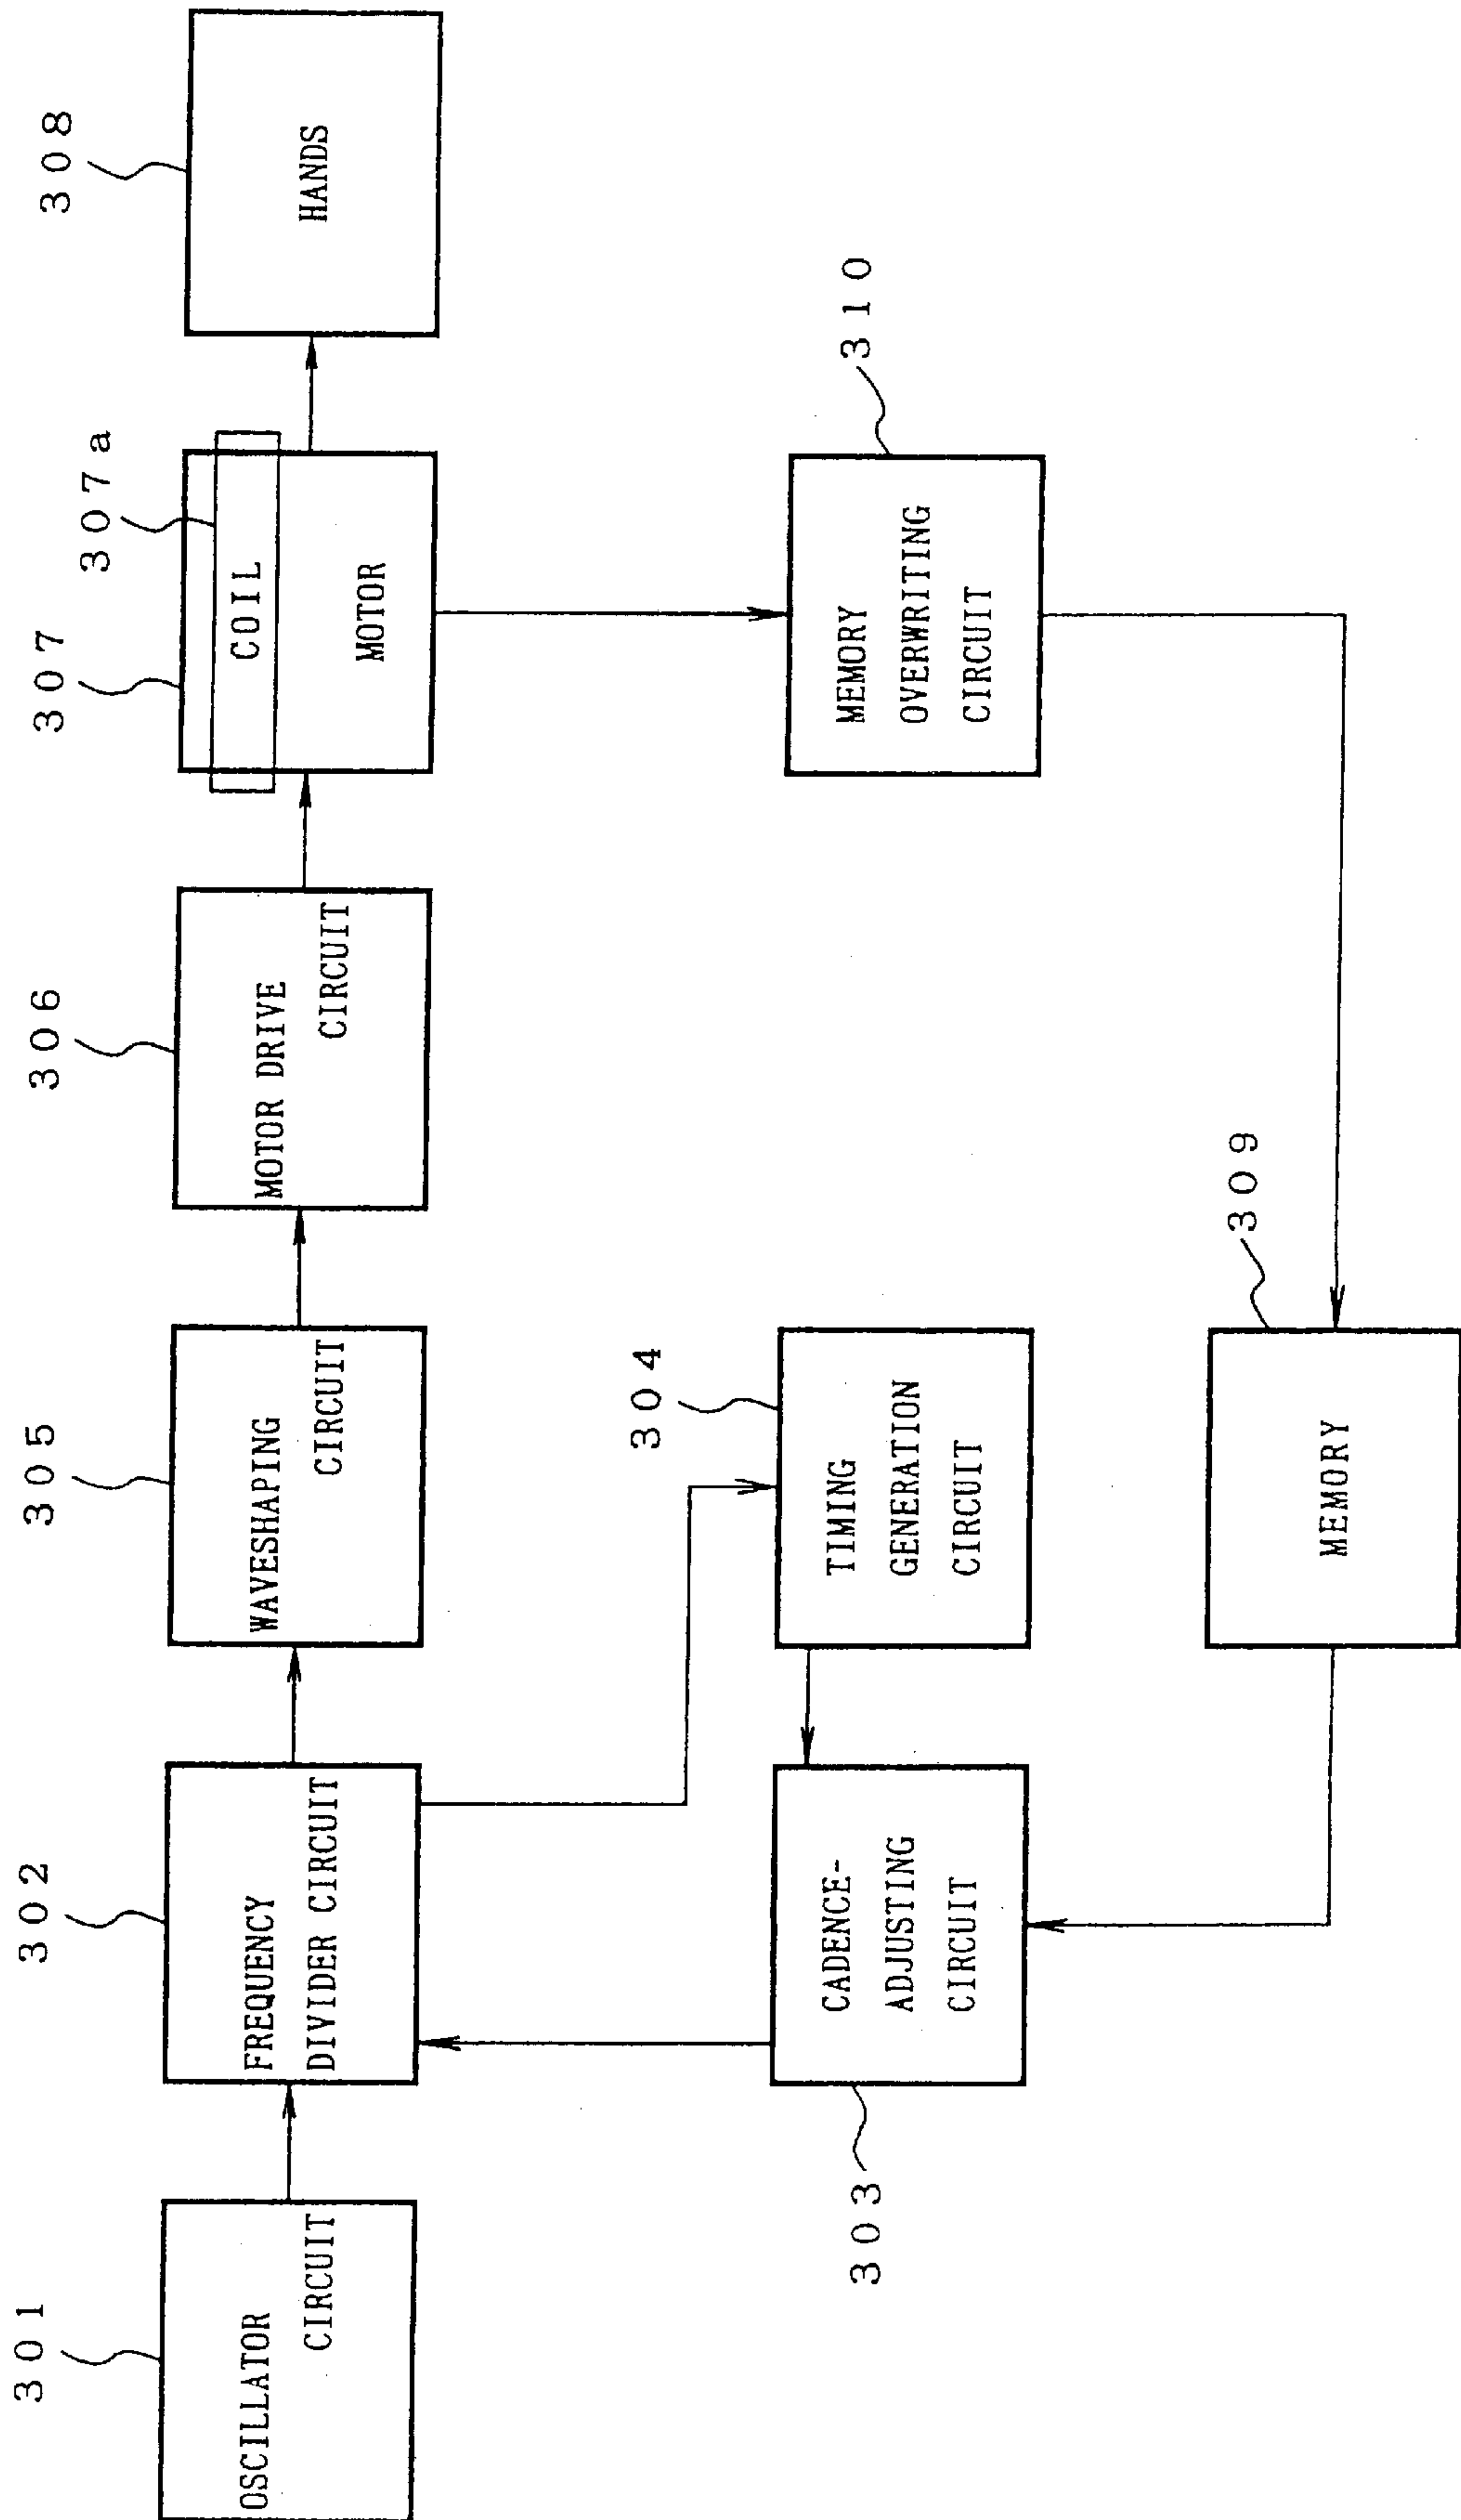 301
OSCILLATOR
CIRCUIT
302
FREQUENCY
DIVIDER CIRCUIT
305
WAVESHAPING
CIRCUIT
306
MOTOR DRIVE
CIRCUIT
307
307a
COIL
MOTOR
308
HANDS
303
CADENCE-
ADJUSTING
CIRCUIT
304
TIMING
GENERATION
CIRCUIT
310
MEMORY
OVERWRITING
CIRCUIT
309
MEMORY